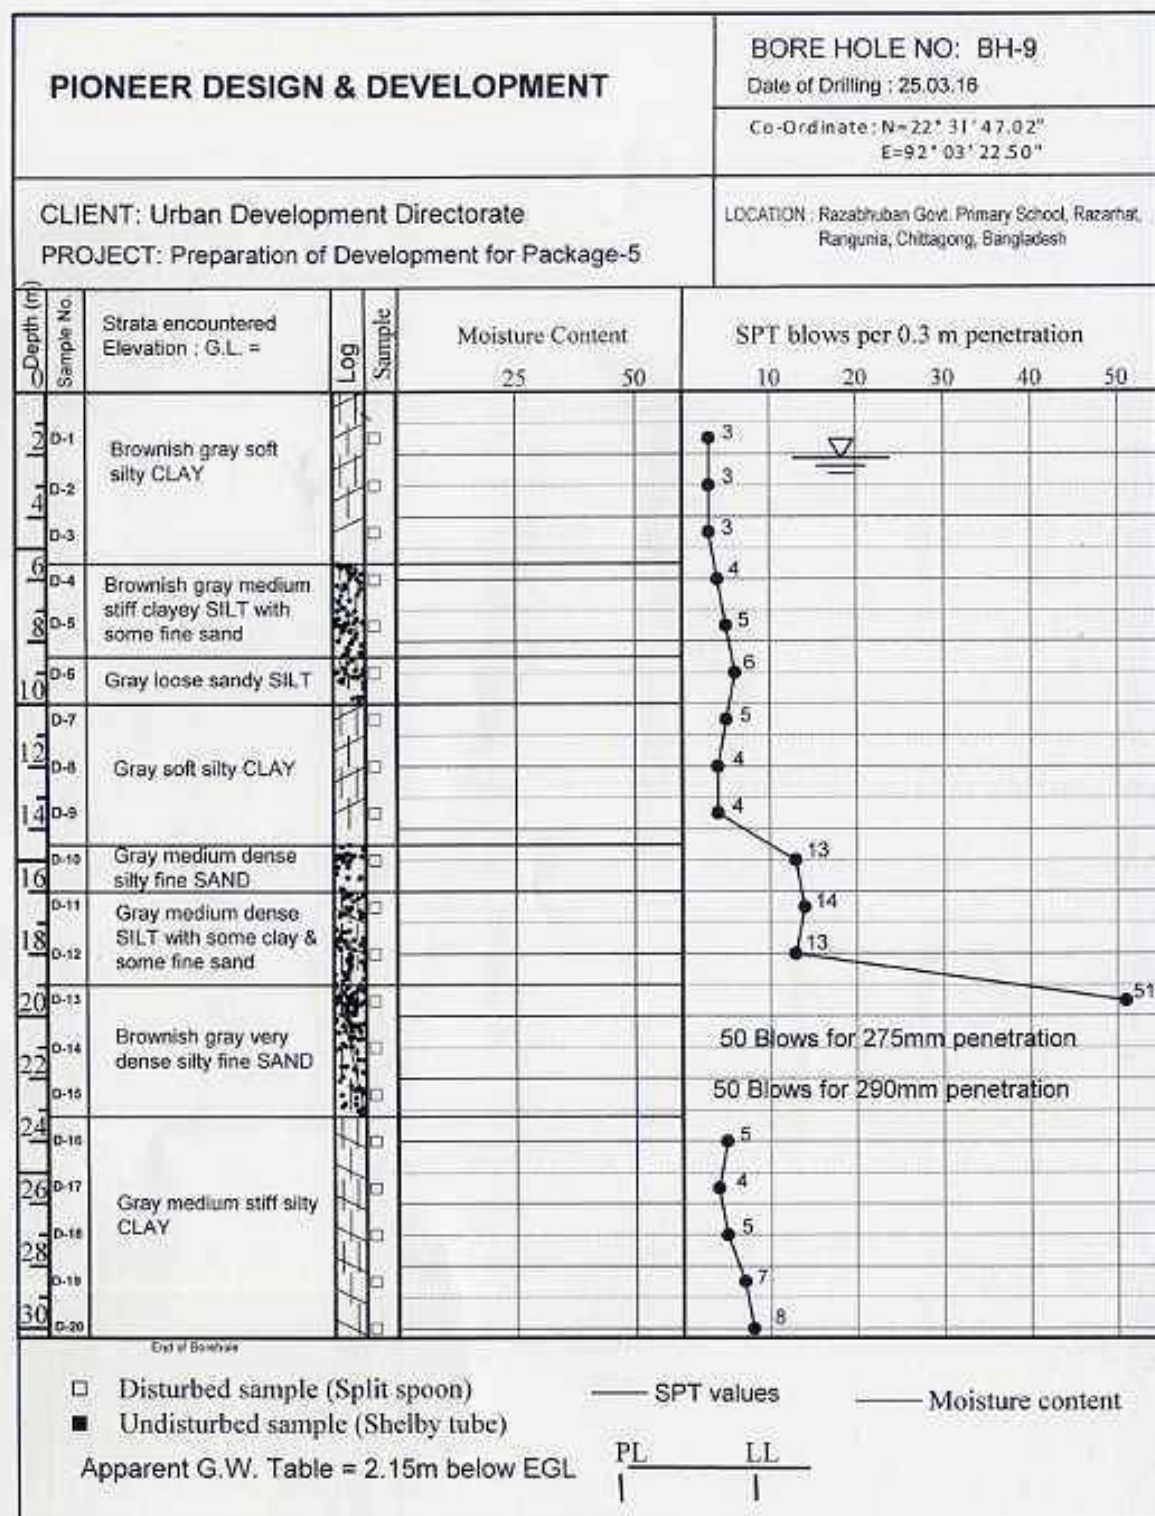 PIONEER DESIGN & DEVELOPMENT
BORE HOLE NO: BH-9
Date of Drilling : 25.03.16
Co-Ordinate: N=22° 31' 47.02"
E=92° 03' 22.50"
CLIENT: Urban Development Directorate
PROJECT: Preparation of Development for Package-5
LOCATION : Razabhuban Govt. Primary School, Razarhat,
Rangunia, Chittagong, Bangladesh
Depth (m)
Sample No.
Strata encountered
Elevation : G.L. =
Log
Sample
Moisture Content
25 50
SPT blows per 0.3 m penetration
10 20 30 40 50
0
2
4
6
8
10
12
14
16
18
20
22
24
26
28
30
D-1
D-2
D-3
D-4
D-5
D-6
D-7
D-8
D-9
D-10
D-11
D-12
D-13
D-14
D-15
D-16
D-17
D-18
D-19
D-20
Brownish gray soft
silty CLAY
Brownish gray medium
stiff clayey SILT with
some fine sand
Gray loose sandy SILT
Gray soft silty CLAY
Gray medium dense
silty fine SAND
Gray medium dense
SILT with some clay &
some fine sand
Brownish gray very
dense silty fine SAND
Gray medium stiff silty
CLAY
3
3
3
4
5
6
5
4
4
13
14
13
51
50 Blows for 275mm penetration
50 Blows for 290mm penetration
5
4
5
7
8
End of Borehole
□ Disturbed sample (Split spoon)
■ Undisturbed sample (Shelby tube)
SPT values
Moisture content
Apparent G.W. Table = 2.15m below EGL
PL LL